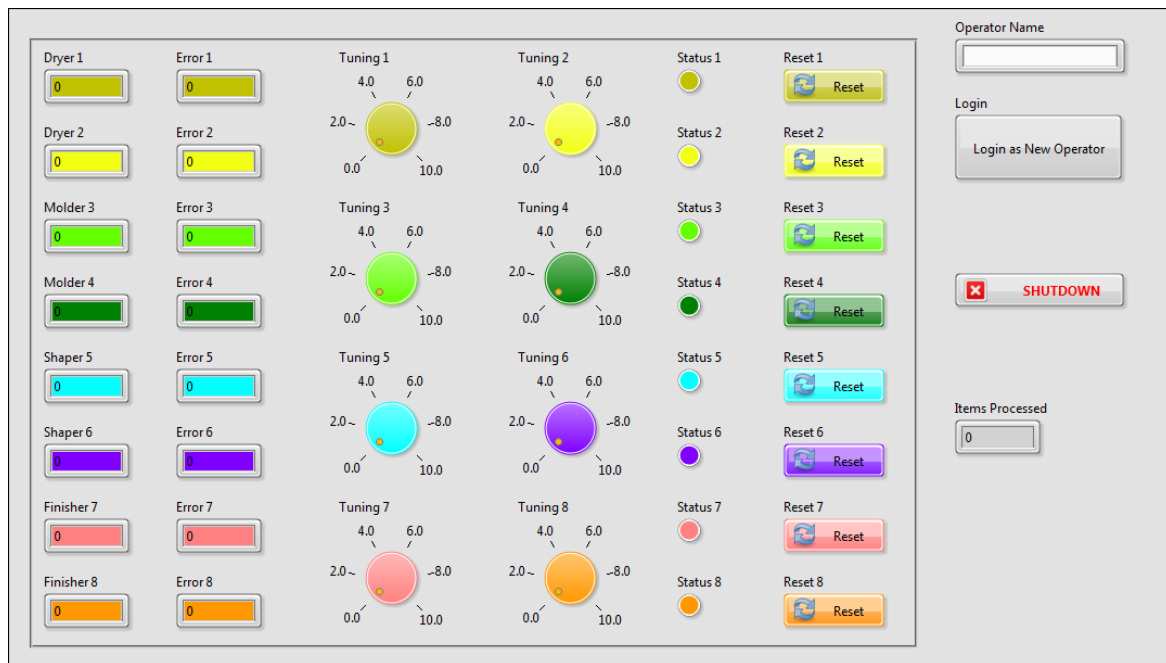 Operator Name
Dryer 1 Error 1 Tuning 1 Tuning 2 Status 1 Reset 1
4.0 6.0 4.0 6.0
0 0 Reset
Login
2.0 8.0 2.0 8.0
Dryer 2 Error 2 Status 2 Reset 2
Login as New Operator
0 0 Reset
0.0 10.0 0.0 10.0
Molder 3 Error 3 Tuning 3 Tuning 4 Status 3 Reset 3
4.0 6.0 4.0 6.0
0 0 Reset
2.0 8.0 2.0 8.0
Molder 4 Error 4 Status 4 Reset 4
SHUTDOWN
0 0 Reset
0.0 10.0 0.0 10.0
Shaper 5 Error 5 Tuning 5 Tuning 6 Status 5 Reset 5
4.0 6.0 4.0 6.0
0 0 Reset
Items Processed
2.0 8.0 2.0 8.0
Shaper 6 Error 6 Status 6 Reset 6
0
0 0 Reset
0.0 10.0 0.0 10.0
Finisher 7 Error 7 Tuning 7 Tuning 8 Status 7 Reset 7
4.0 6.0 4.0 6.0
0 0 Reset
2.0 8.0 2.0 8.0
Finisher 8 Error 8 Status 8 Reset 8
0 0 Reset
0.0 10.0 0.0 10.0